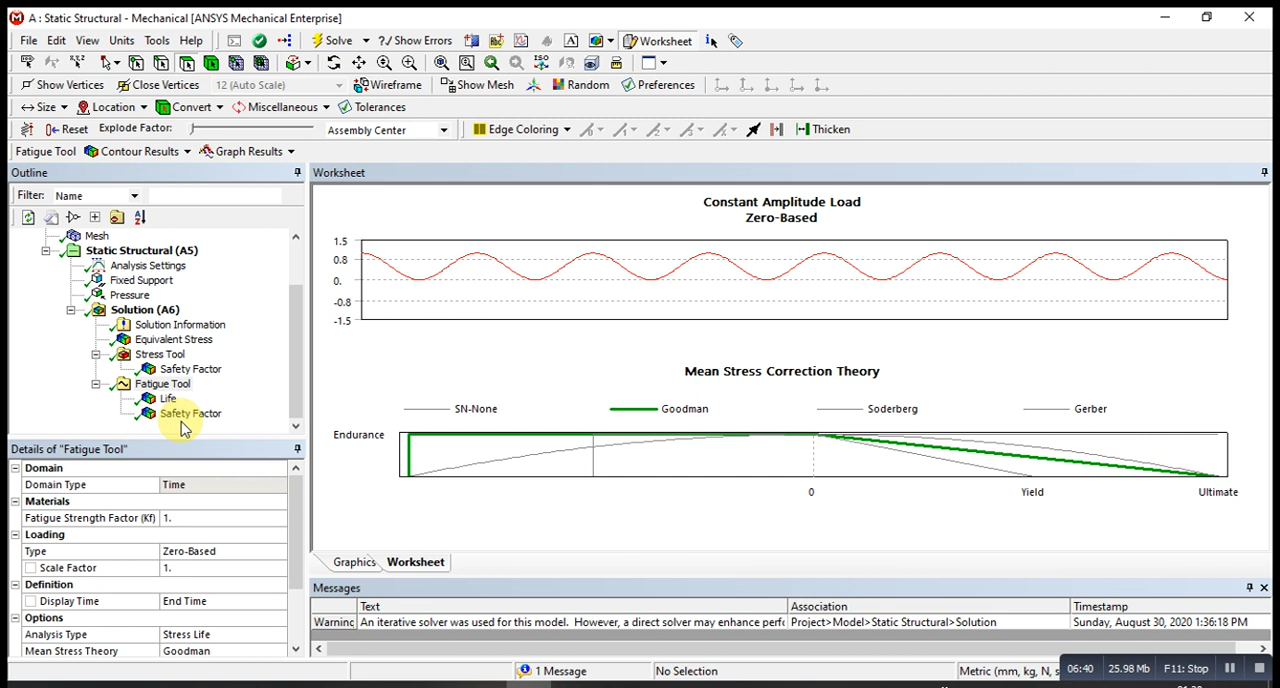 A : Static Structural - Mechanical [ANSYS Mechanical Enterprise]
File Edit View Units Tools Help Solve ?/ Show Errors Worksheet
Show Vertices Close Vertices 12 (Auto Scale) Wireframe Show Mesh Random Preferences
Size Location Convert Miscellaneous Tolerances
Reset Explode Factor: Assembly Center Edge Coloring Thicken
Fatigue Tool Contour Results Graph Results
Outline
Filter: Name
Mesh
Static Structural (A5)
Analysis Settings
Fixed Support
Pressure
Solution (A6)
Solution Information
Equivalent Stress
Stress Tool
Safety Factor
Fatigue Tool
Life
Safety Factor
Details of "Fatigue Tool"
Domain
Domain Type Time
Materials
Fatigue Strength Factor (Kf) 1.
Loading
Type Zero-Based
Scale Factor 1.
Definition
Display Time End Time
Options
Analysis Type Stress Life
Mean Stress Theory Goodman
Worksheet
Constant Amplitude Load
Zero-Based
1.5
0.8
0.
-0.8
-1.5
Mean Stress Correction Theory
SN-None Goodman Soderberg Gerber
Endurance
0 Yield Ultimate
Graphics Worksheet
Messages
Text Association Timestamp
Warning An iterative solver was used for this model. However, a direct solver may enhance perf Project>Model>Static Structural>Solution Sunday, August 30, 2020 1:36:18 PM
1 Message No Selection Metric (mm, kg, N, s
06:40 25.98 Mb F11: Stop